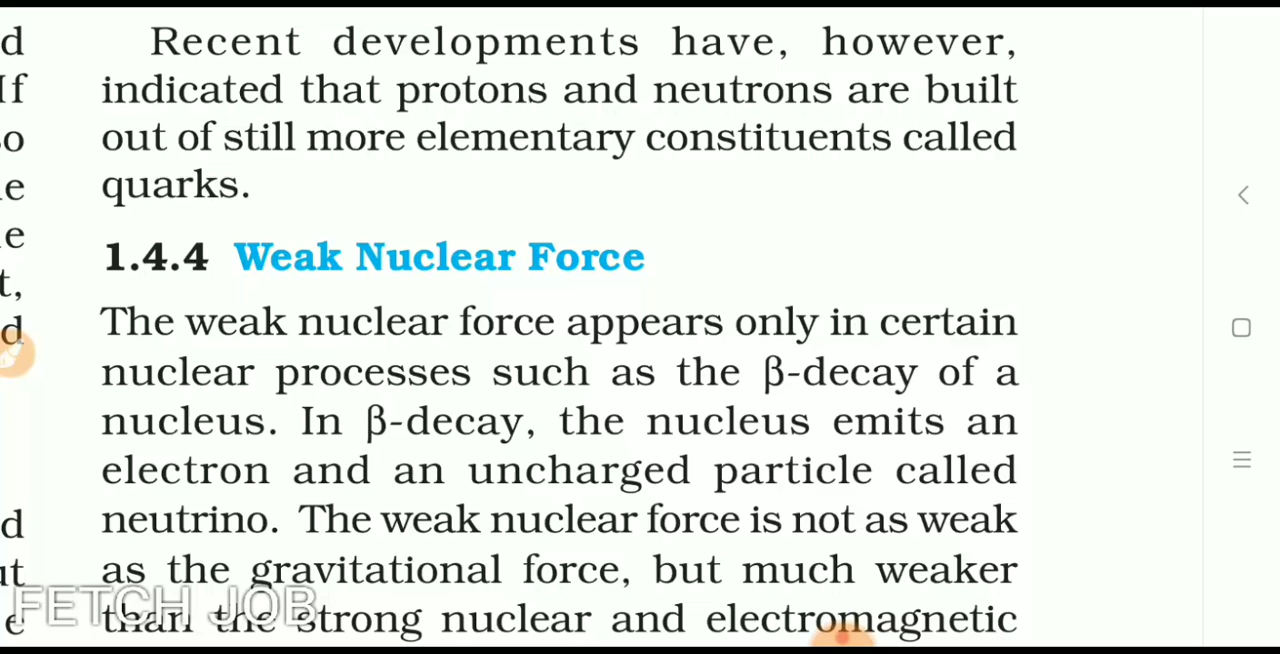 d
If
so
e
e
t,
d
d
ut
e
Recent developments have, however,
indicated that protons and neutrons are built
out of still more elementary constituents called
quarks.
1.4.4 Weak Nuclear Force
The weak nuclear force appears only in certain
nuclear processes such as the β-decay of a
nucleus. In β-decay, the nucleus emits an
electron and an uncharged particle called
neutrino. The weak nuclear force is not as weak
as the gravitational force, but much weaker
than the strong nuclear and electromagnetic
FETCH JOB